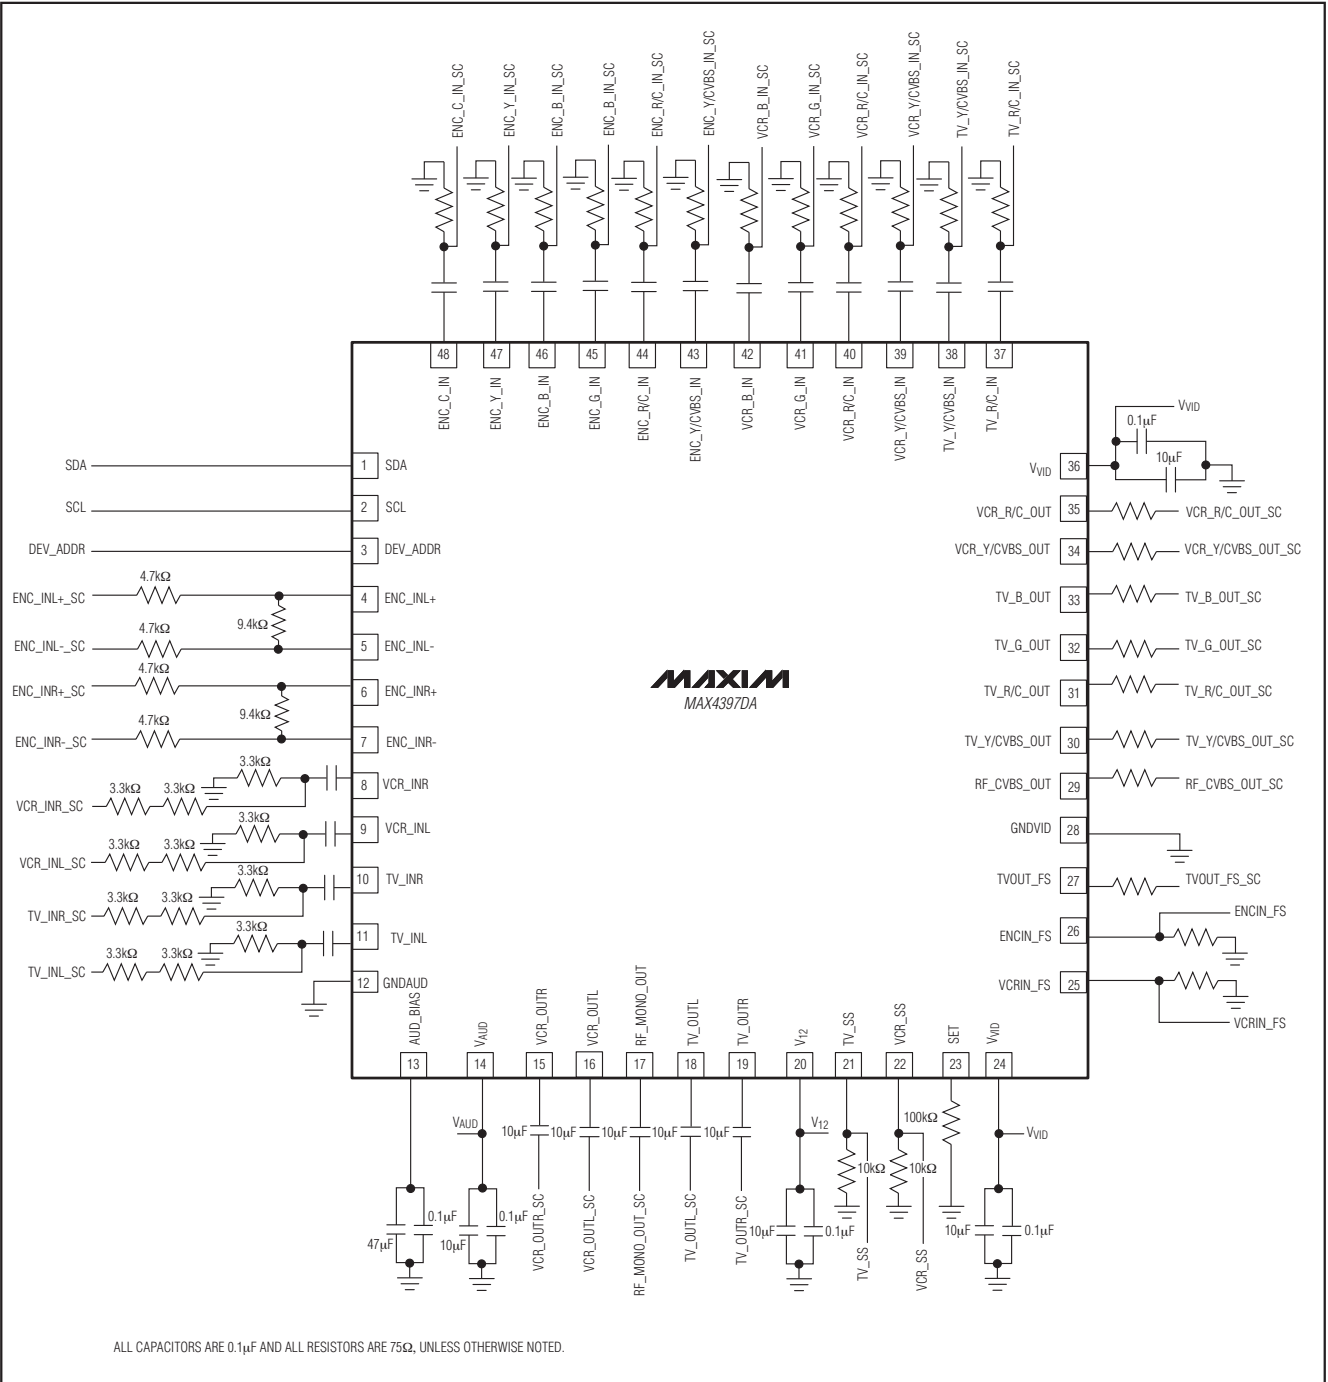 ENC_C_IN_SC
ENC_Y_IN_SC
ENC_B_IN_SC
ENC_B_IN_SC
ENC_R/C_IN_SC
ENC_Y/CVBS_IN_SC
VCR_B_IN_SC
VCR_G_IN_SC
VCR_R/C_IN_SC
VCR_Y/CVBS_IN_SC
TV_Y/CVBS_IN_SC
TV_R/C_IN_SC
48
47
46
45
44
43
42
41
40
39
38
37
ENC_C_IN
ENC_Y_IN
ENC_B_IN
ENC_G_IN
ENC_R/C_IN
ENC_Y/CVBS_IN
VCR_B_IN
VCR_G_IN
VCR_R/C_IN
VCR_Y/CVBS_IN
TV_Y/CVBS_IN
TV_R/C_IN
SDA
1
SDA
SCL
2
SCL
DEV_ADDR
3
DEV_ADDR
4.7kΩ
ENC_INL+_SC
4
ENC_INL+
9.4kΩ
4.7kΩ
ENC_INL-_SC
5
ENC_INL-
4.7kΩ
ENC_INR+_SC
6
ENC_INR+
9.4kΩ
4.7kΩ
ENC_INR-_SC
7
ENC_INR-
3.3kΩ
8
VCR_INR
3.3kΩ
3.3kΩ
VCR_INR_SC
3.3kΩ
9
VCR_INL
3.3kΩ
3.3kΩ
VCR_INL_SC
3.3kΩ
10
TV_INR
3.3kΩ
3.3kΩ
TV_INR_SC
3.3kΩ
11
TV_INL
3.3kΩ
3.3kΩ
TV_INL_SC
12
GNDAUD
MAXIM
MAX4397DA
VVID
0.1µF
10µF
VVID
36
VCR_R/C_OUT
35
VCR_R/C_OUT_SC
VCR_Y/CVBS_OUT
34
VCR_Y/CVBS_OUT_SC
TV_B_OUT
33
TV_B_OUT_SC
TV_G_OUT
32
TV_G_OUT_SC
TV_R/C_OUT
31
TV_R/C_OUT_SC
TV_Y/CVBS_OUT
30
TV_Y/CVBS_OUT_SC
RF_CVBS_OUT
29
RF_CVBS_OUT_SC
GNDVID
28
TVOUT_FS
27
TVOUT_FS_SC
ENCIN_FS
26
ENCIN_FS
VCRIN_FS
25
VCRIN_FS
AUD_BIAS
VAUD
VCR_OUTR
VCR_OUTL
RF_MONO_OUT
TV_OUTL
TV_OUTR
V12
TV_SS
VCR_SS
SET
VVID
13
14
15
16
17
18
19
20
21
22
23
24
VAUD
10µF
10µF
10µF
10µF
10µF
V12
100kΩ
VVID
10kΩ
10kΩ
47µF
0.1µF
10µF
0.1µF
VCR_OUTR_SC
VCR_OUTL_SC
RF_MONO_OUT_SC
TV_OUTL_SC
TV_OUTR_SC
10µF
0.1µF
TV_SS
VCR_SS
10µF
0.1µF
ALL CAPACITORS ARE 0.1µF AND ALL RESISTORS ARE 75Ω, UNLESS OTHERWISE NOTED.